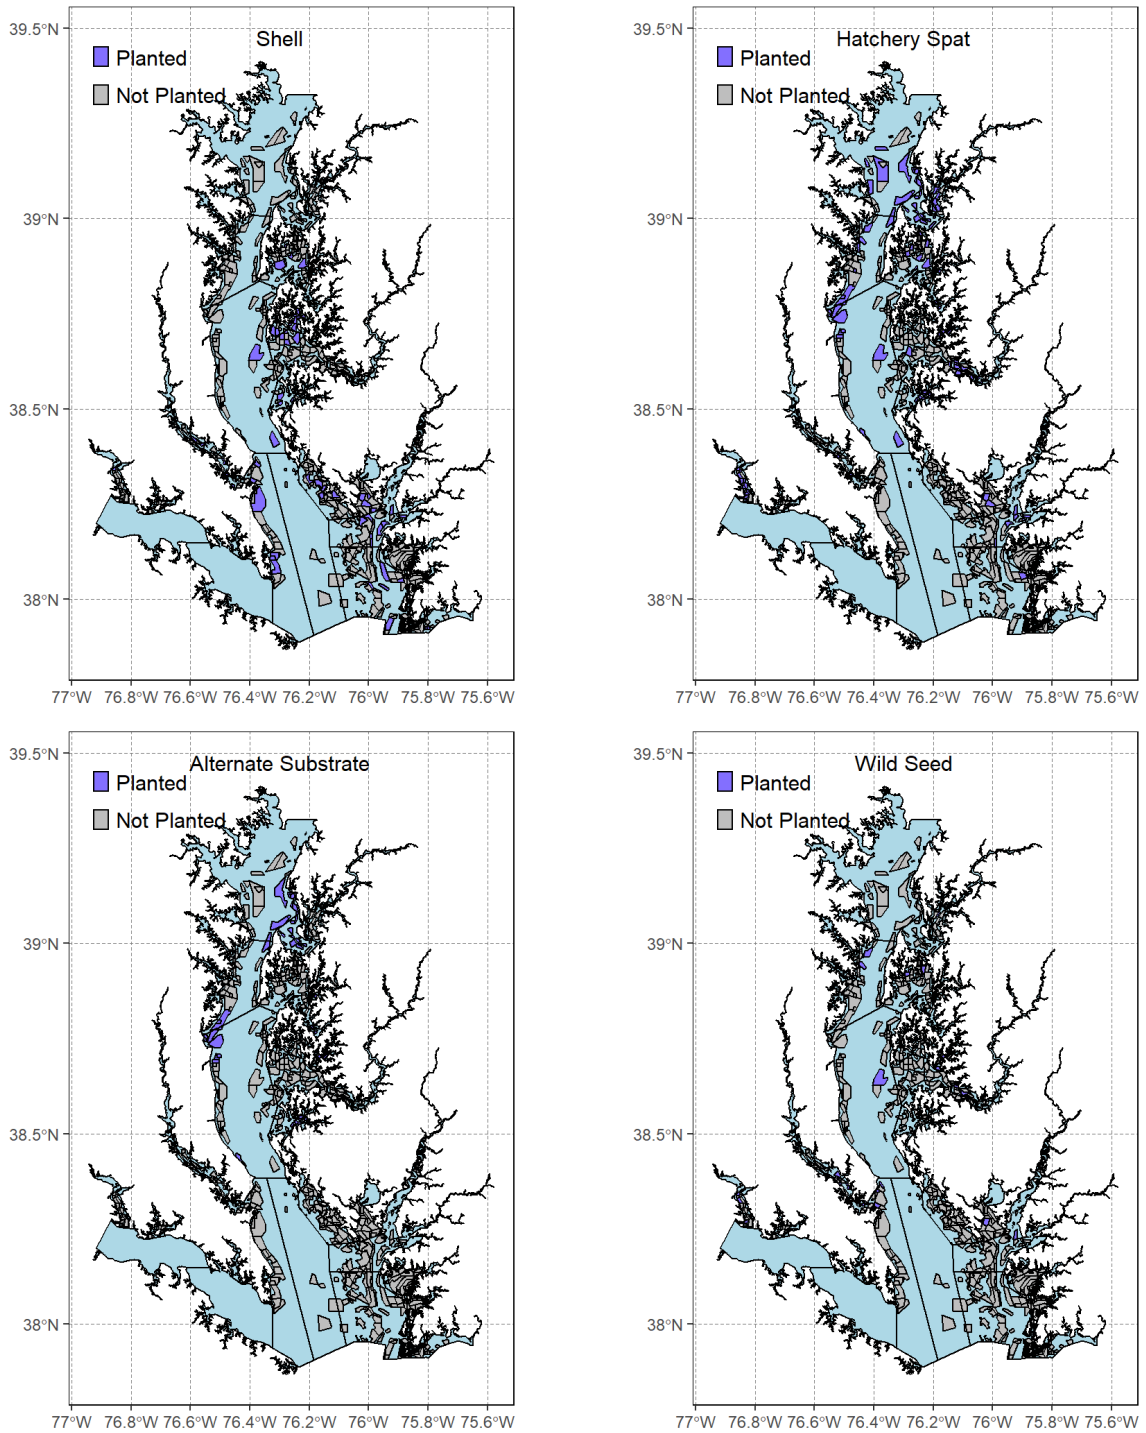 39.5°N
Shell
Planted
Not Planted
39°N
38.5°N
38°N
77°W 76.8°W 76.6°W 76.4°W 76.2°W 76°W 75.8°W 75.6°W
39.5°N
Hatchery Spat
Planted
Not Planted
39°N
38.5°N
38°N
77°W 76.8°W 76.6°W 76.4°W 76.2°W 76°W 75.8°W 75.6°W
39.5°N
Alternate Substrate
Planted
Not Planted
39°N
38.5°N
38°N
77°W 76.8°W 76.6°W 76.4°W 76.2°W 76°W 75.8°W 75.6°W
39.5°N
Wild Seed
Planted
Not Planted
39°N
38.5°N
38°N
77°W 76.8°W 76.6°W 76.4°W 76.2°W 76°W 75.8°W 75.6°W